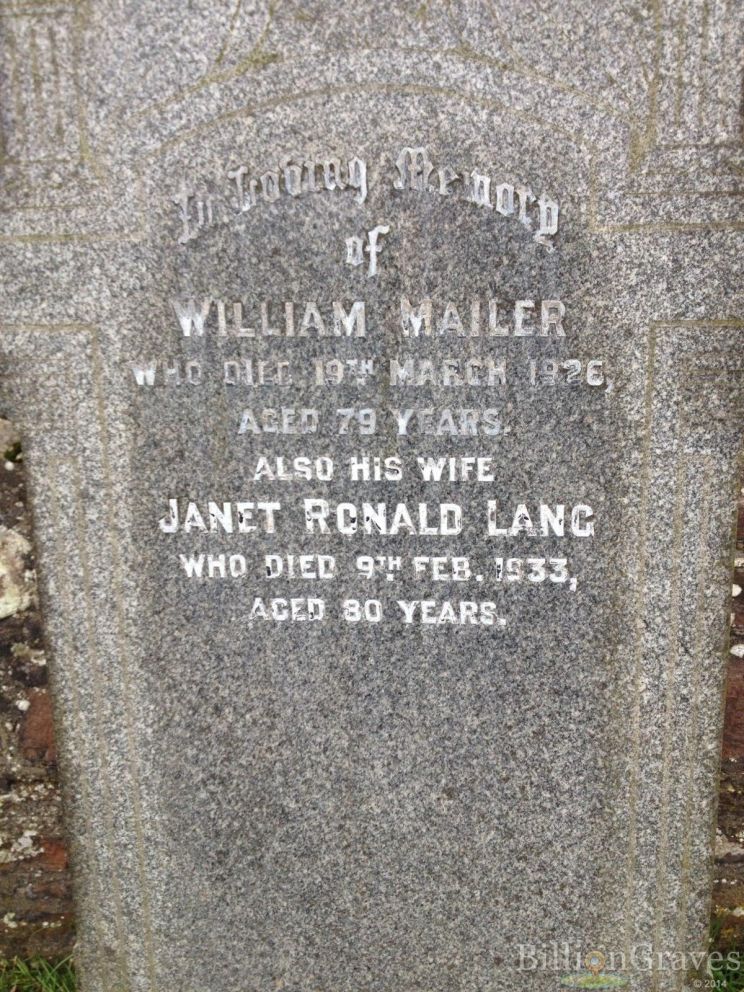 In Loving Memory
of
WILLIAM MAILER
WHO DIED 19TH MARCH 1926,
AGED 79 YEARS.
ALSO HIS WIFE
JANET RONALD LANG
WHO DIED 9TH FEB. 1933,
AGED 80 YEARS.
BillionGraves
© 2014